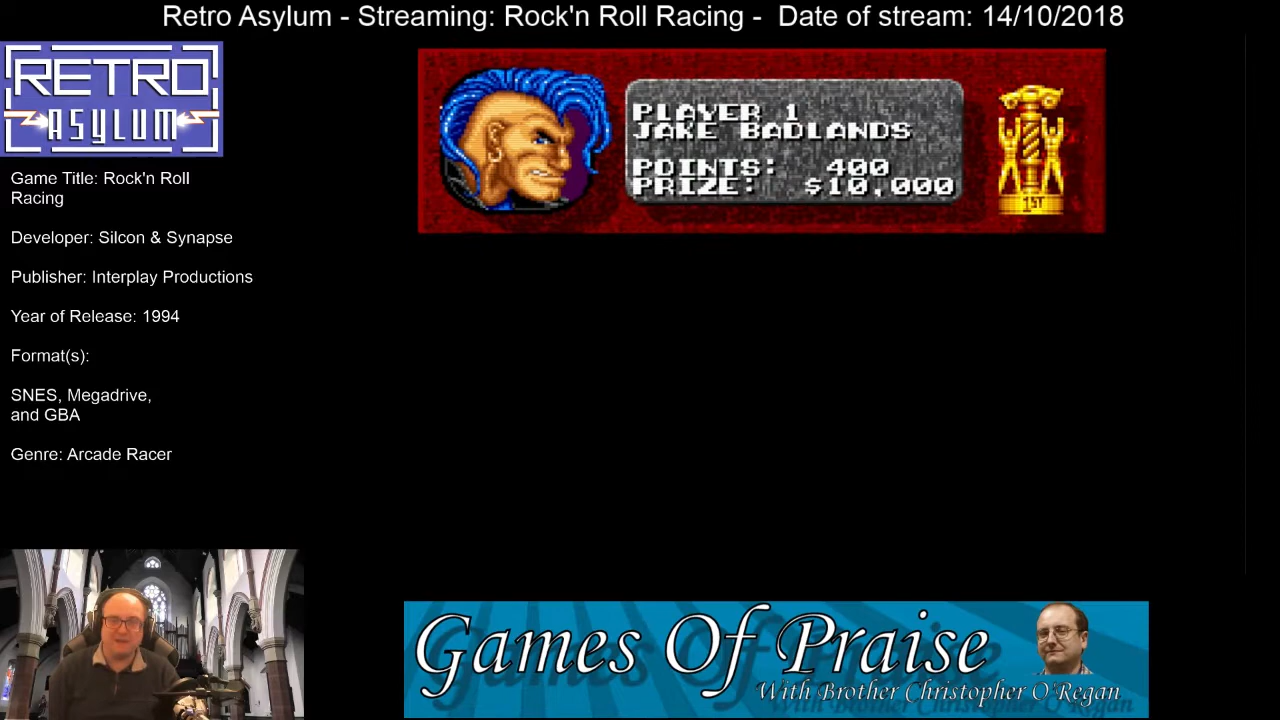 Retro Asylum - Streaming: Rock'n Roll Racing - Date of stream: 14/10/2018
RETRO
ASYLUM
Game Title: Rock'n Roll
Racing
Developer: Silcon & Synapse
Publisher: Interplay Productions
Year of Release: 1994
Format(s):
SNES, Megadrive,
and GBA
Genre: Arcade Racer
PLAYER 1
JAKE BADLANDS
POINTS: 400
PRIZE: $10,000
1ST
Games Of Praise
With Brother Christopher O'Regan